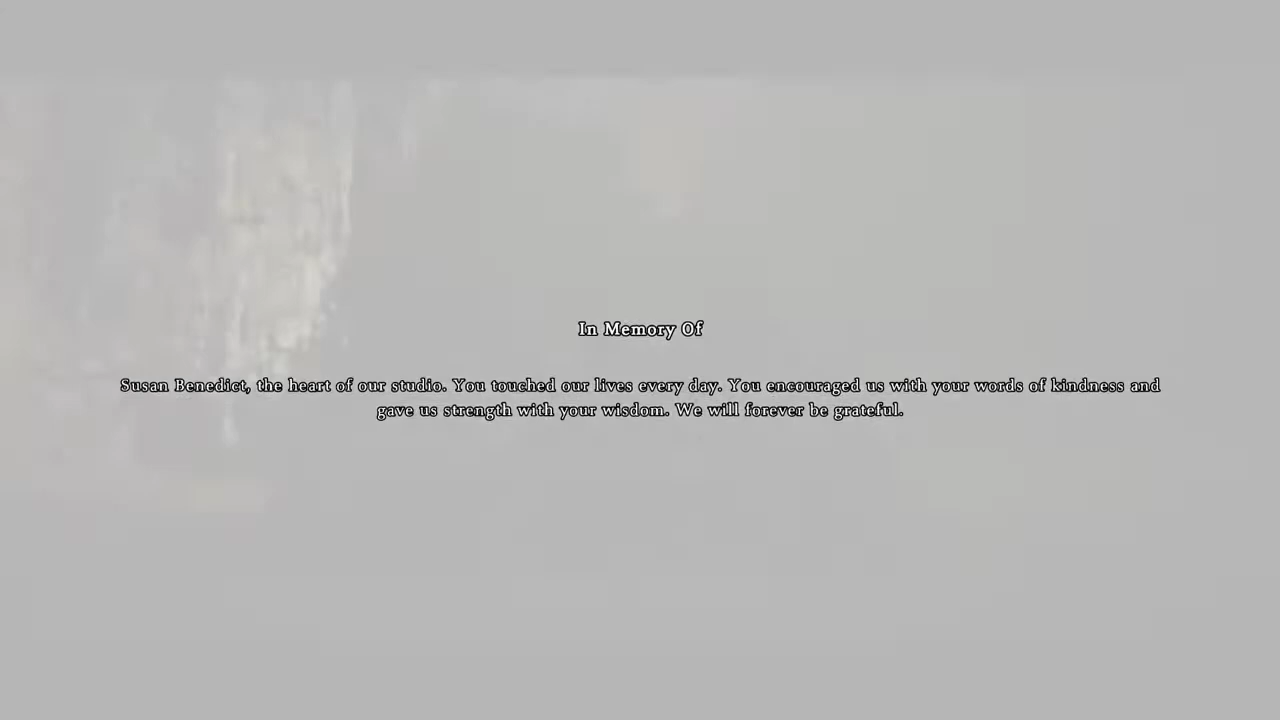 In Memory Of
Susan Benedict, the heart of our studio. You touched our lives every day. You encouraged us with your words of kindness and
gave us strength with your wisdom. We will forever be grateful.